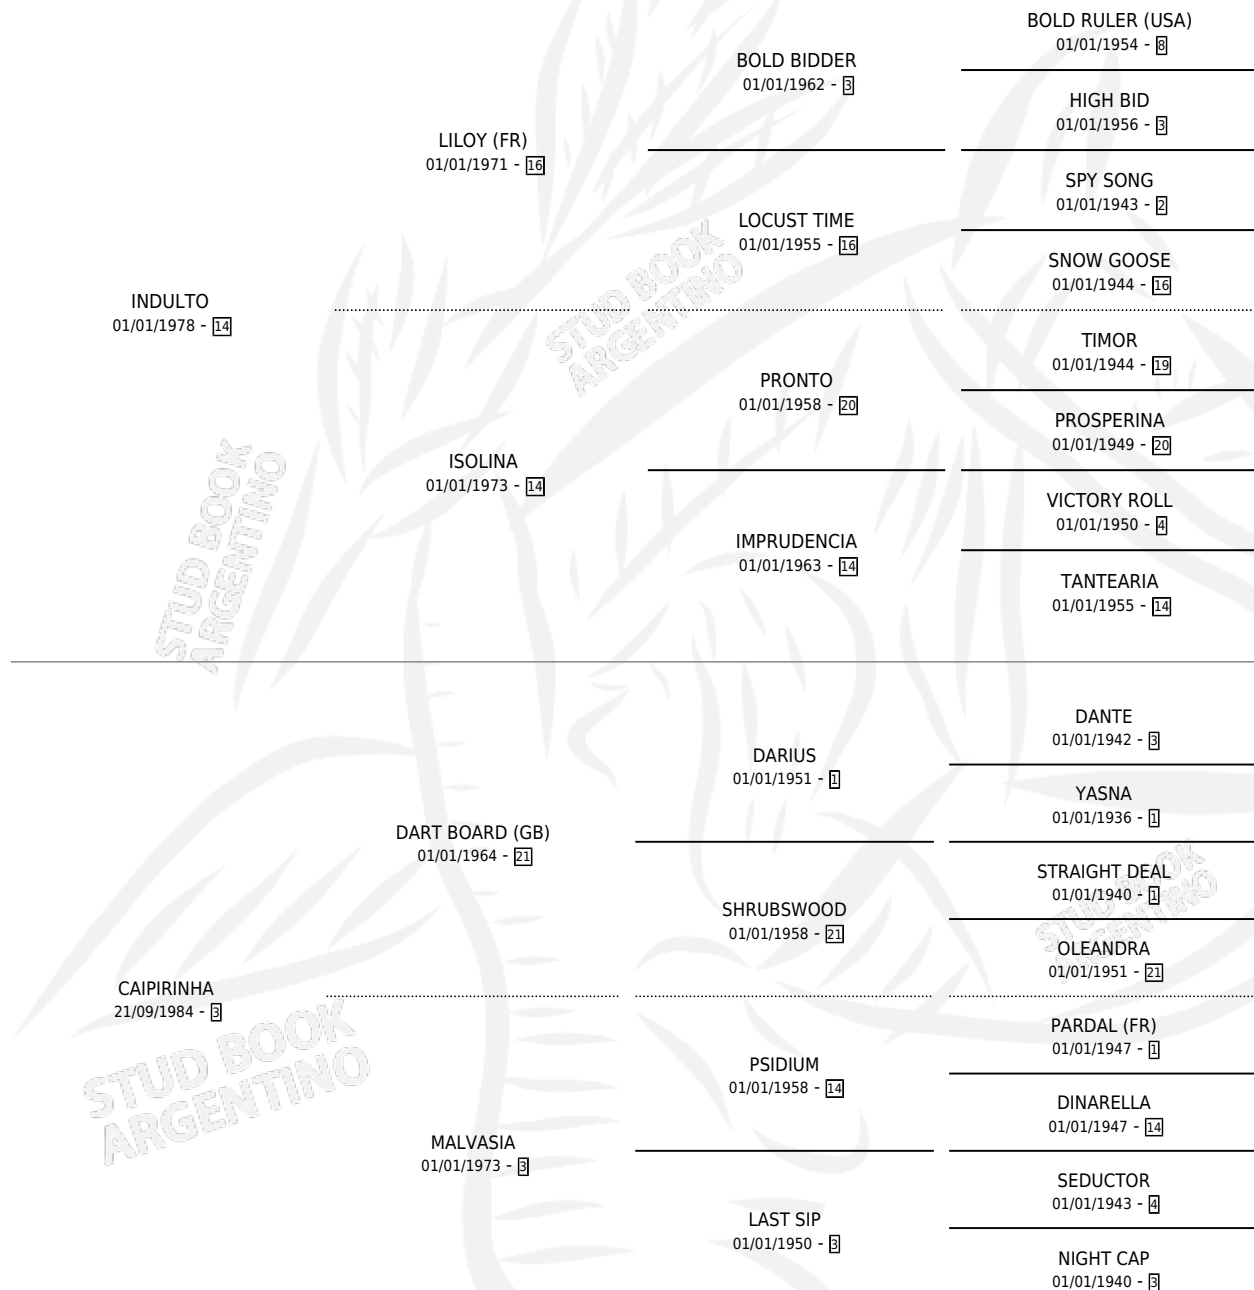 BOLD RULER (USA)
01/01/1954 - 8
BOLD BIDDER
01/01/1962 - 3
HIGH BID
01/01/1956 - 3
LILOY (FR)
01/01/1971 - 16
SPY SONG
01/01/1943 - 2
LOCUST TIME
01/01/1955 - 16
SNOW GOOSE
01/01/1944 - 16
INDULTO
01/01/1978 - 14
STUD BOOK
ARGENTINO
TIMOR
01/01/1944 - 19
PRONTO
01/01/1958 - 20
PROSPERINA
01/01/1949 - 20
ISOLINA
01/01/1973 - 14
VICTORY ROLL
01/01/1950 - 4
IMPRUDENCIA
01/01/1963 - 14
TANTEARIA
01/01/1955 - 14
STUD BOOK
ARGENTINO
DANTE
01/01/1942 - 3
DARIUS
01/01/1951 - 1
YASNA
01/01/1936 - 1
DART BOARD (GB)
01/01/1964 - 21
STRAIGHT DEAL
01/01/1940 - 1
SHRUBSWOOD
01/01/1958 - 21
OLEANDRA
01/01/1951 - 21
STUD BOOK
ARGENTINO
CAIPIRINHA
21/09/1984 - 3
STUD BOOK
ARGENTINO
PARDAL (FR)
01/01/1947 - 1
PSIDIUM
01/01/1958 - 14
DINARELLA
01/01/1947 - 14
MALVASIA
01/01/1973 - 3
SEDUCTOR
01/01/1943 - 4
LAST SIP
01/01/1950 - 3
NIGHT CAP
01/01/1940 - 3